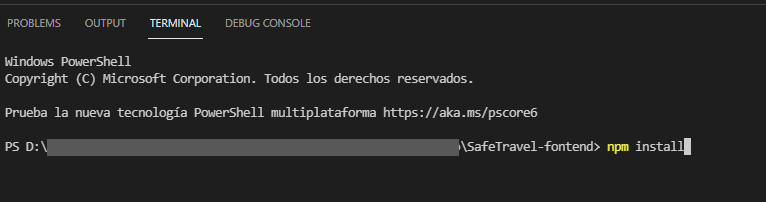 PROBLEMS OUTPUT TERMINAL DEBUG CONSOLE
Windows PowerShell
Copyright (C) Microsoft Corporation. Todos los derechos reservados.
Prueba la nueva tecnología PowerShell multiplataforma https://aka.ms/pscore6
PS D:\ \SafeTravel-fontend> npm install